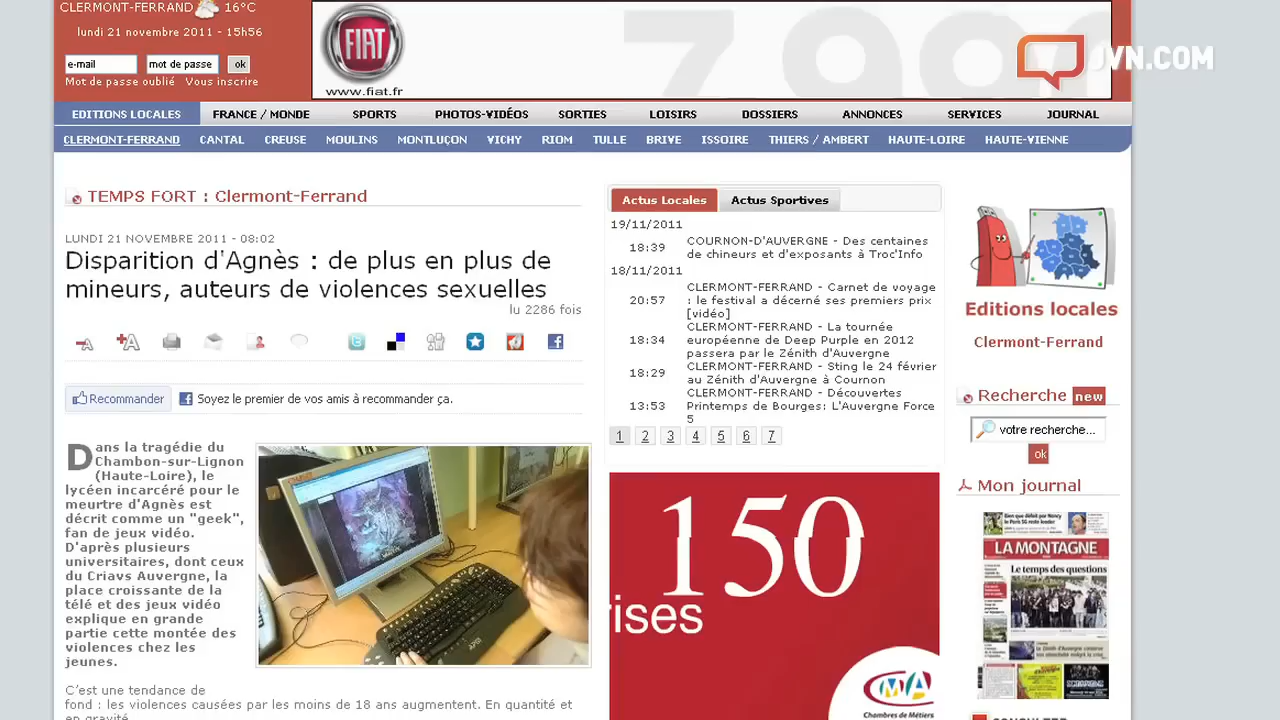 CLERMONT-FERRAND 16°C
lundi 21 novembre 2011 - 15h56
e-mail mot de passe ok
Mot de passe oublié Vous inscrire
FIAT
www.fiat.fr
JVN.COM
EDITIONS LOCALES FRANCE / MONDE SPORTS PHOTOS-VIDÉOS SORTIES LOISIRS DOSSIERS ANNONCES SERVICES JOURNAL
CLERMONT-FERRAND CANTAL CREUSE MOULINS MONTLUÇON VICHY RIOM TULLE BRIVE ISSOIRE THIERS / AMBERT HAUTE-LOIRE HAUTE-VIENNE
TEMPS FORT : Clermont-Ferrand
LUNDI 21 NOVEMBRE 2011 - 08:02
Disparition d'Agnès : de plus en plus de
mineurs, auteurs de violences sexuelles
lu 2286 fois
Recommander
Soyez le premier de vos amis à recommander ça.
Dans la tragédie du
Chambon-sur-Lignon
(Haute-Loire), le
lycéen incarcéré pour le
meurtre d'Agnès est
décrit comme un "geek",
fan de jeux vidéo.
D'après plusieurs
universitaires, dont ceux
du Criavs Auvergne, la
place croissante de la
télé et des jeux vidéo
explique en grande
partie cette montée des
violences chez les
jeunes.
C'est une tendance de
fond : les violences causées par les moins de 18 ans augmentent. En quantité et
en gravité.
Actus Locales Actus Sportives
19/11/2011
18:39 COURNON-D'AUVERGNE - Des centaines
de chineurs et d'exposants à Troc'Info
18/11/2011
20:57 CLERMONT-FERRAND - Carnet de voyage
: le festival a décerné ses premiers prix
[vidéo]
18:34 CLERMONT-FERRAND - La tournée
européenne de Deep Purple en 2012
passera par le Zénith d'Auvergne
18:29 CLERMONT-FERRAND - Sting le 24 février
au Zénith d'Auvergne à Cournon
13:53 CLERMONT-FERRAND - Découvertes
Printemps de Bourges: L'Auvergne Force
5
1 2 3 4 5 6 7
150
rises
CMA
Chambres de Métiers
Editions locales
Clermont-Ferrand
Recherche new
votre recherche...
ok
Mon journal
LA MONTAGNE
Le temps des questions